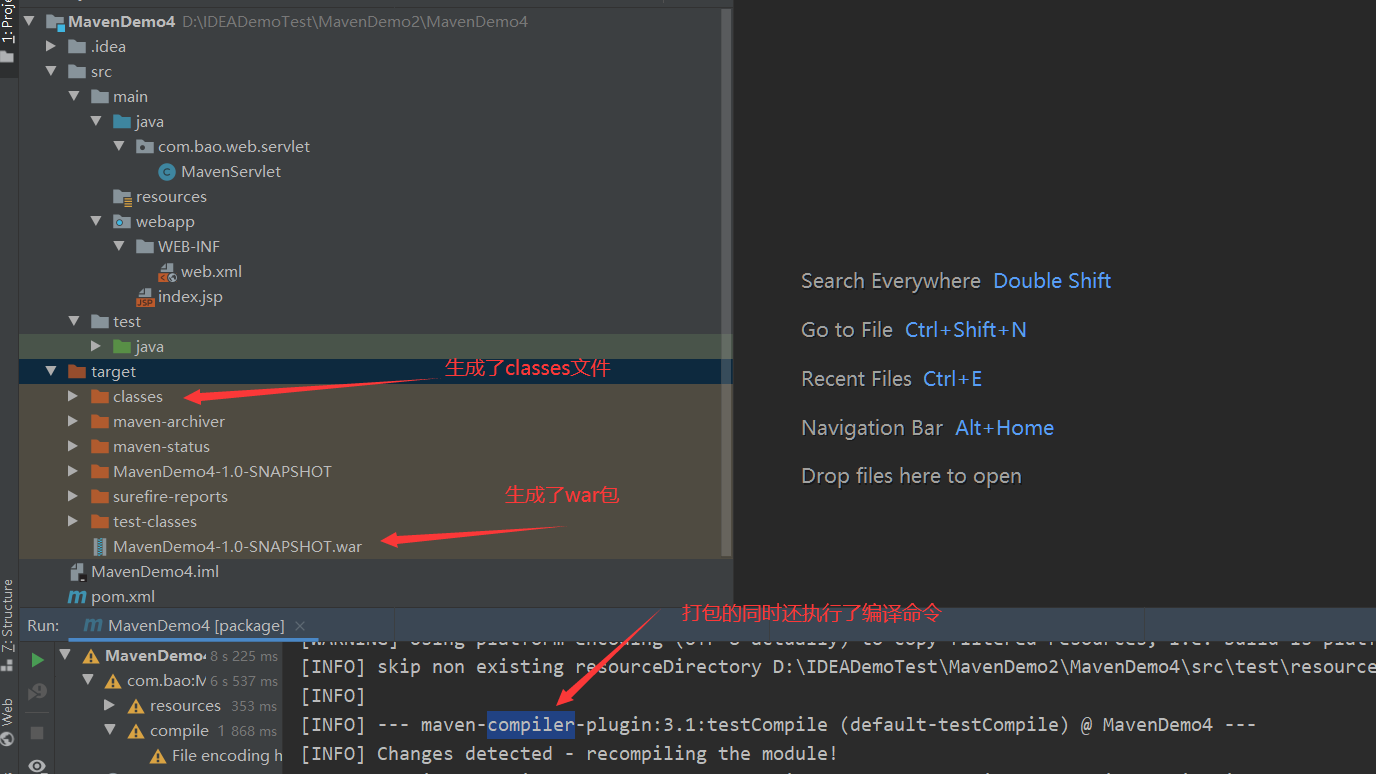 1: Proje
MavenDemo4 D:\IDEADemoTest\MavenDemo2\MavenDemo4
.idea
src
main
java
com.bao.web.servlet
MavenServlet
resources
webapp
WEB-INF
web.xml
index.jsp
test
java
target
生成了classes文件
classes
maven-archiver
maven-status
MavenDemo4-1.0-SNAPSHOT
surefire-reports
生成了war包
test-classes
MavenDemo4-1.0-SNAPSHOT.war
MavenDemo4.iml
pom.xml
Search Everywhere Double Shift
Go to File Ctrl+Shift+N
Recent Files Ctrl+E
Navigation Bar Alt+Home
Drop files here to open
Z: Structure
Web
打包的同时还执行了编译命令
Run: MavenDemo4 [package]
MavenDemo 8 s 225 ms
com.bao:M 6 s 537 ms
resources 353 ms
compile 1 s 868 ms
File encoding h
[INFO] skip non existing resourceDirectory D:\IDEADemoTest\MavenDemo2\MavenDemo4\src\test\resource
[INFO]
[INFO] --- maven-compiler-plugin:3.1:testCompile (default-testCompile) @ MavenDemo4 ---
[INFO] Changes detected - recompiling the module!